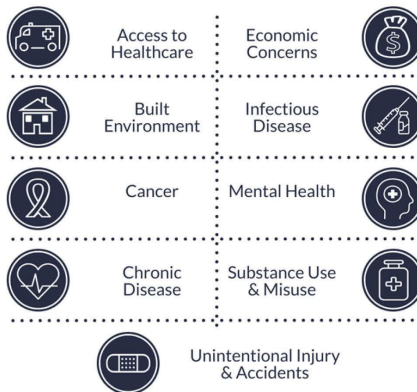 Access to
Healthcare
Economic
Concerns
Built
Environment
Infectious
Disease
Cancer
Mental Health
Chronic
Disease
Substance Use
& Misuse
Unintentional Injury
& Accidents